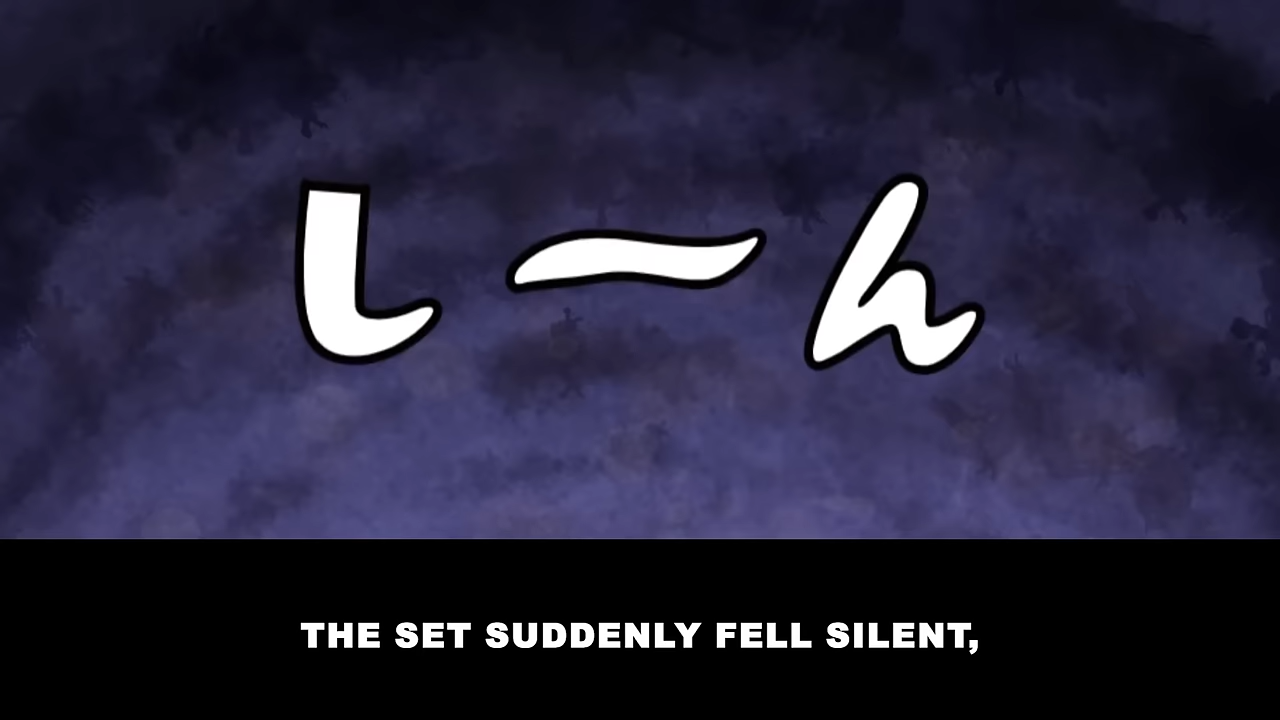 しーん
THE SET SUDDENLY FELL SILENT,